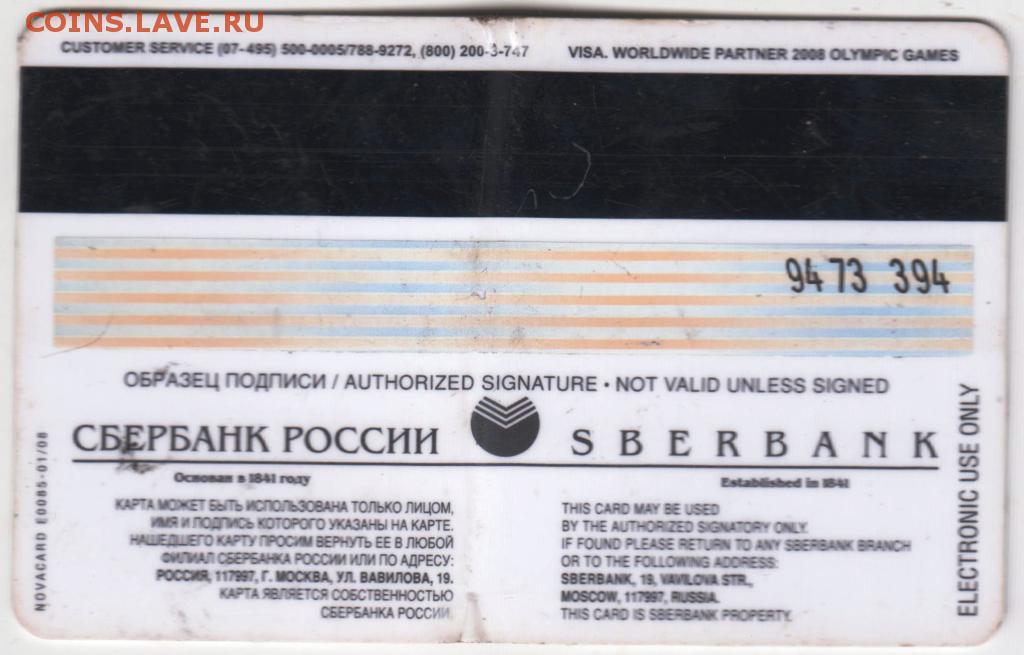 COINS.LAVE.RU
CUSTOMER SERVICE (07-495) 500-0005/788-9272, (800) 200-3-747
VISA. WORLDWIDE PARTNER 2008 OLYMPIC GAMES
9473 394
ОБРАЗЕЦ ПОДПИСИ / AUTHORIZED SIGNATURE • NOT VALID UNLESS SIGNED
СБЕРБАНК РОССИИ
Основан в 1841 году
КАРТА МОЖЕТ БЫТЬ ИСПОЛЬЗОВАНА ТОЛЬКО ЛИЦОМ,
ИМЯ И ПОДПИСЬ КОТОРОГО УКАЗАНЫ НА КАРТЕ.
НАШЕДШЕГО КАРТУ ПРОСИМ ВЕРНУТЬ ЕЕ В ЛЮБОЙ
ФИЛИАЛ СБЕРБАНКА РОССИИ ИЛИ ПО АДРЕСУ:
РОССИЯ, 117997, Г. МОСКВА, УЛ. ВАВИЛОВА, 19.
КАРТА ЯВЛЯЕТСЯ СОБСТВЕННОСТЬЮ
СБЕРБАНКА РОССИИ.
SBERBANK
Established in 1841
THIS CARD MAY BE USED
BY THE AUTHORIZED SIGNATORY ONLY.
IF FOUND PLEASE RETURN TO ANY SBERBANK BRANCH
OR TO THE FOLLOWING ADDRESS:
SBERBANK, 19, VAVILOVA STR.,
MOSCOW, 117997, RUSSIA.
THIS CARD IS SBERBANK PROPERTY.
NOVACARD E0085-01/08
ELECTRONIC USE ONLY